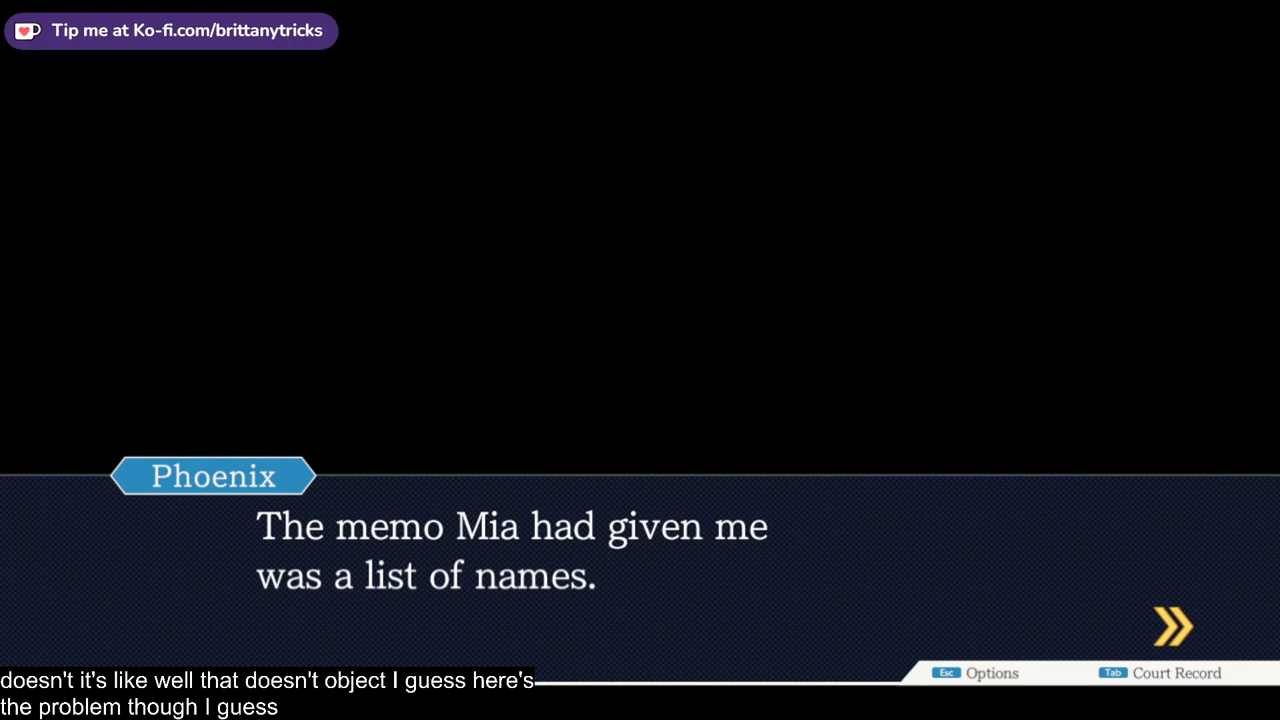 Tip me at Ko-fi.com/brittanytricks
Phoenix
The memo Mia had given me
was a list of names.
Esc Options Tab Court Record
doesn't it's like well that doesn't object I guess here's
the problem though I guess